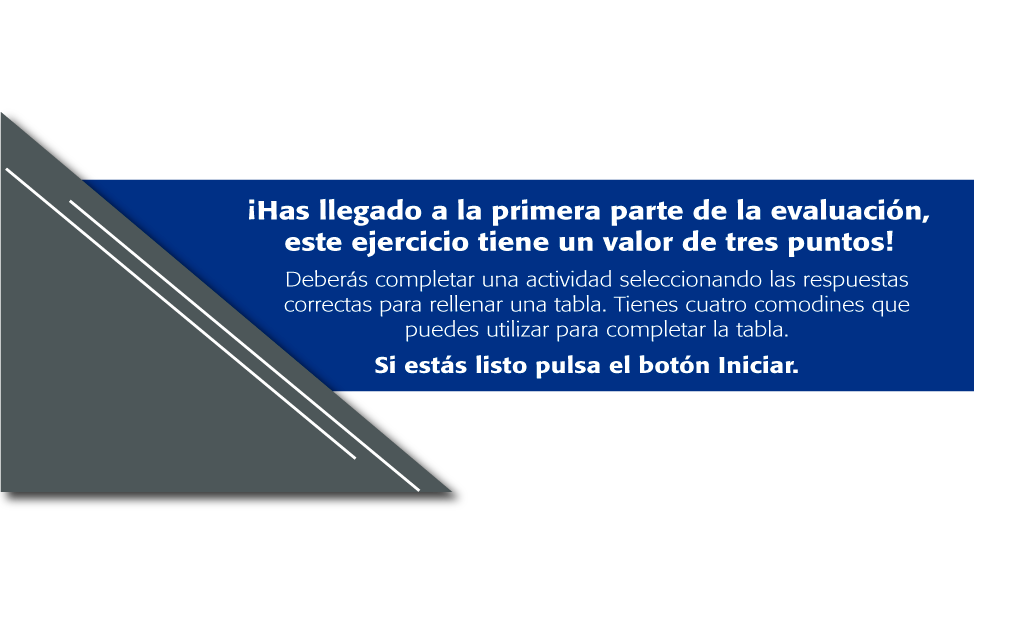 ¡Has llegado a la primera parte de la evaluación,
este ejercicio tiene un valor de tres puntos!
Deberás completar una actividad seleccionando las respuestas
correctas para rellenar una tabla. Tienes cuatro comodines que
puedes utilizar para completar la tabla.
Si estás listo pulsa el botón Iniciar.